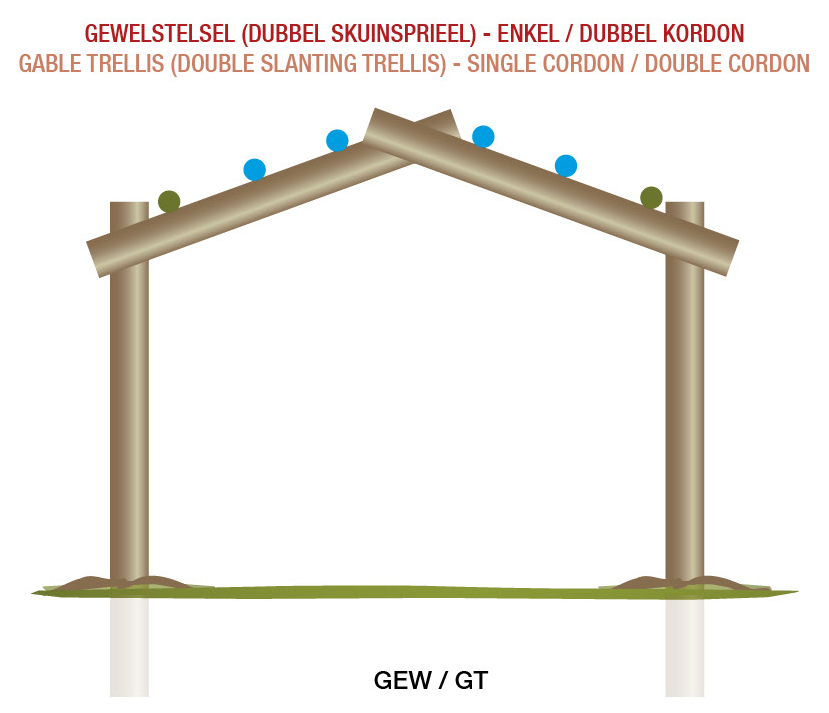 GEWELSTELSEL (DUBBEL SKUINSPRIEEL) - ENKEL / DUBBEL KORDON
GABLE TRELLIS (DOUBLE SLANTING TRELLIS) - SINGLE CORDON / DOUBLE CORDON
GEW / GT